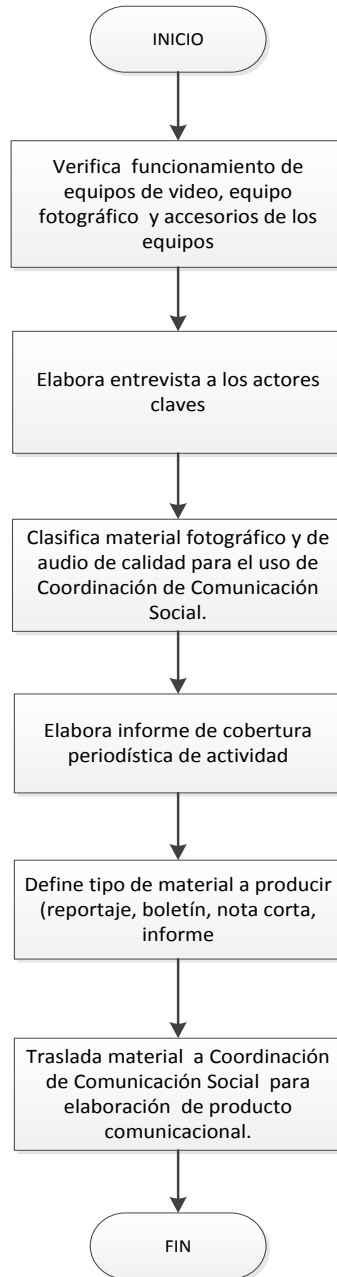 INICIO
Verifica funcionamiento de
equipos de video, equipo
fotográfico y accesorios de los
equipos
Elabora entrevista a los actores
claves
Clasifica material fotográfico y de
audio de calidad para el uso de
Coordinación de Comunicación
Social.
Elabora informe de cobertura
periodística de actividad
Define tipo de material a producir
(reportaje, boletín, nota corta,
informe
Traslada material a Coordinación
de Comunicación Social para
elaboración de producto
comunicacional.
FIN